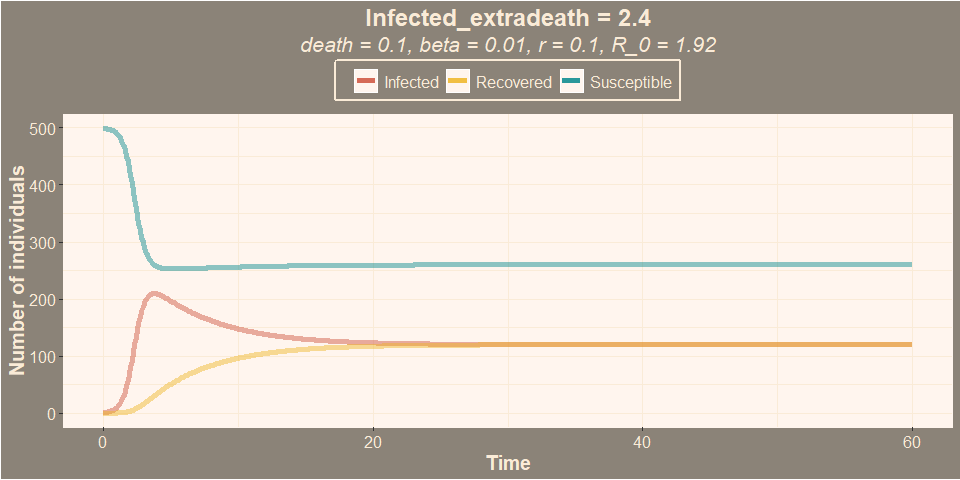 Infected_extradeath = 2.4
death = 0.1, beta = 0.01, r = 0.1, R_0 = 1.92
Infected Recovered Susceptible
Number of individuals
500
400
300
200
100
0
0 20 40 60
Time